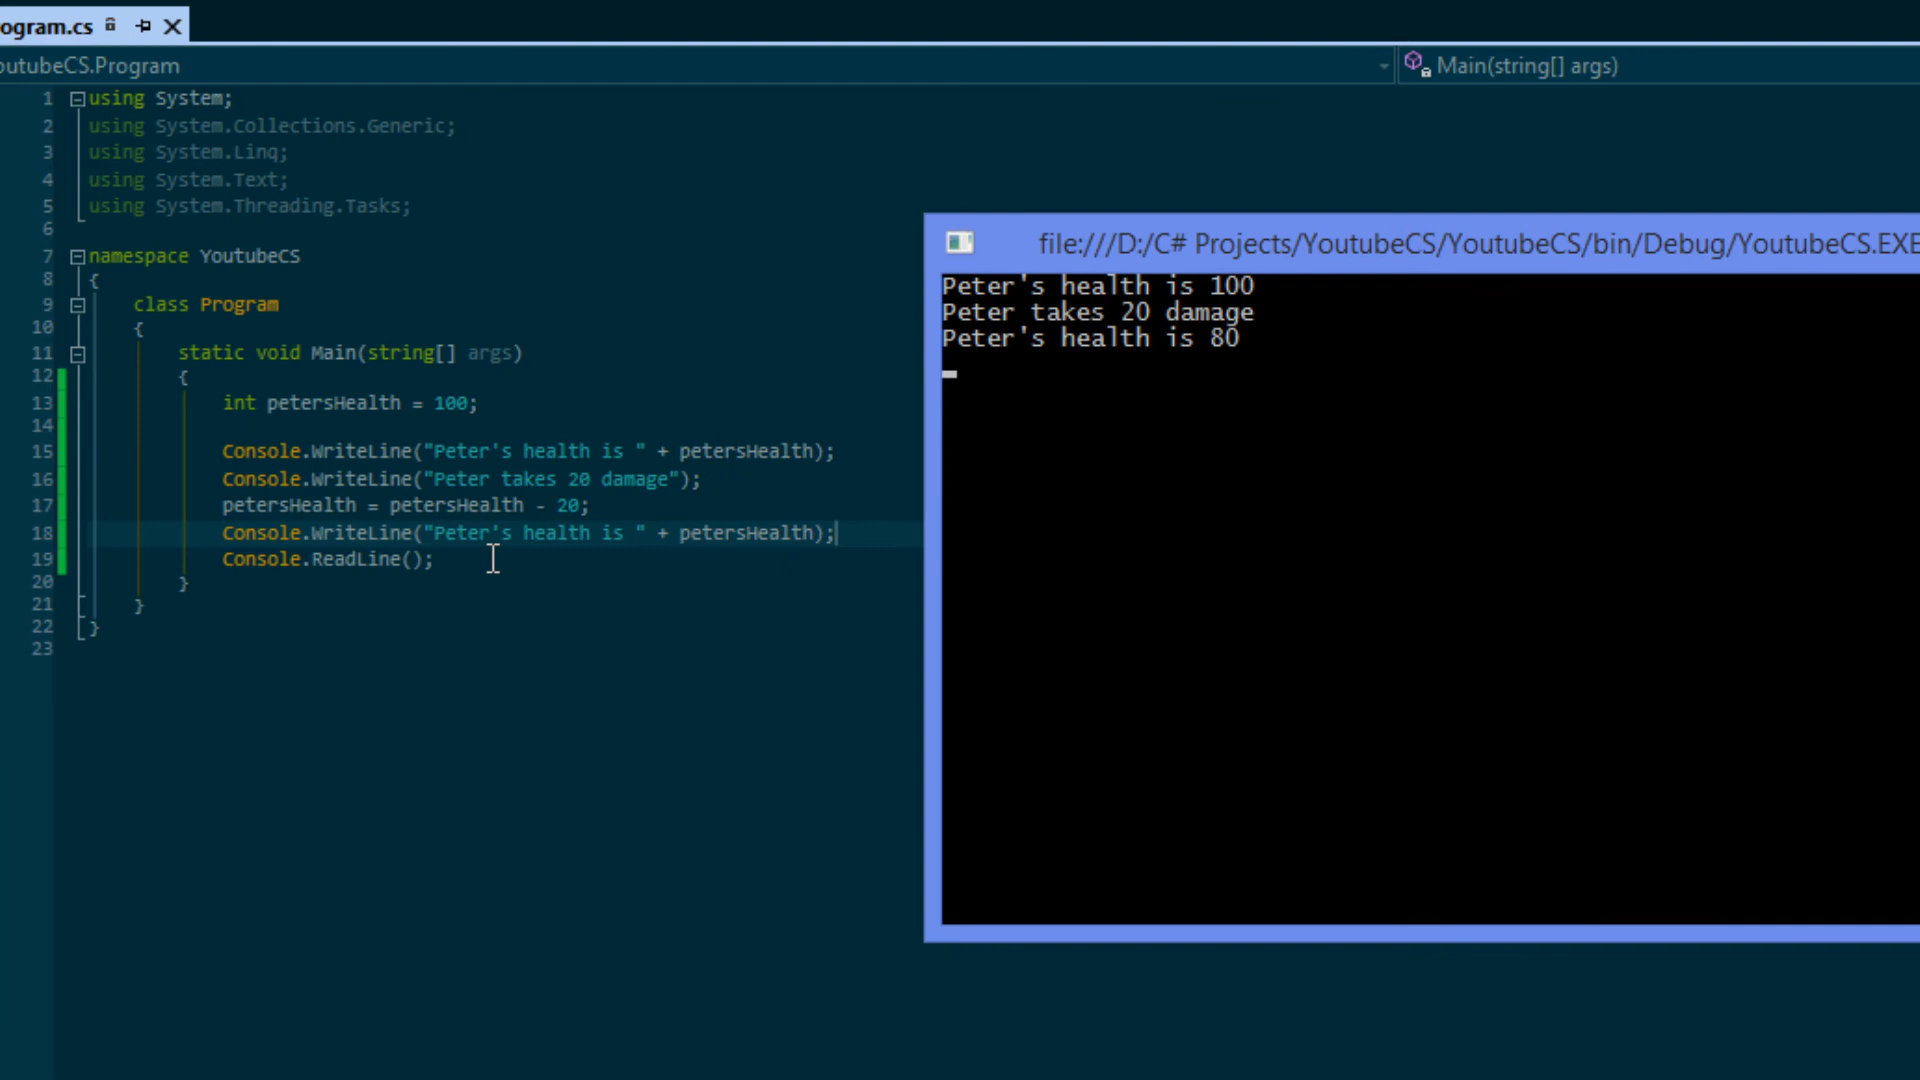 ogram.cs
outubeCS.Program
Main(string[] args)
1 using System;
2 using System.Collections.Generic;
3 using System.Linq;
4 using System.Text;
5 using System.Threading.Tasks;
6
7 namespace YoutubeCS
8 {
9 class Program
10 {
11 static void Main(string[] args)
12 {
13 int petersHealth = 100;
14
15 Console.WriteLine("Peter's health is " + petersHealth);
16 Console.WriteLine("Peter takes 20 damage");
17 petersHealth = petersHealth - 20;
18 Console.WriteLine("Peter's health is " + petersHealth);
19 Console.ReadLine();
20 }
21 }
22 }
23
file:///D:/C# Projects/YoutubeCS/YoutubeCS/bin/Debug/YoutubeCS.EXE
Peter's health is 100
Peter takes 20 damage
Peter's health is 80